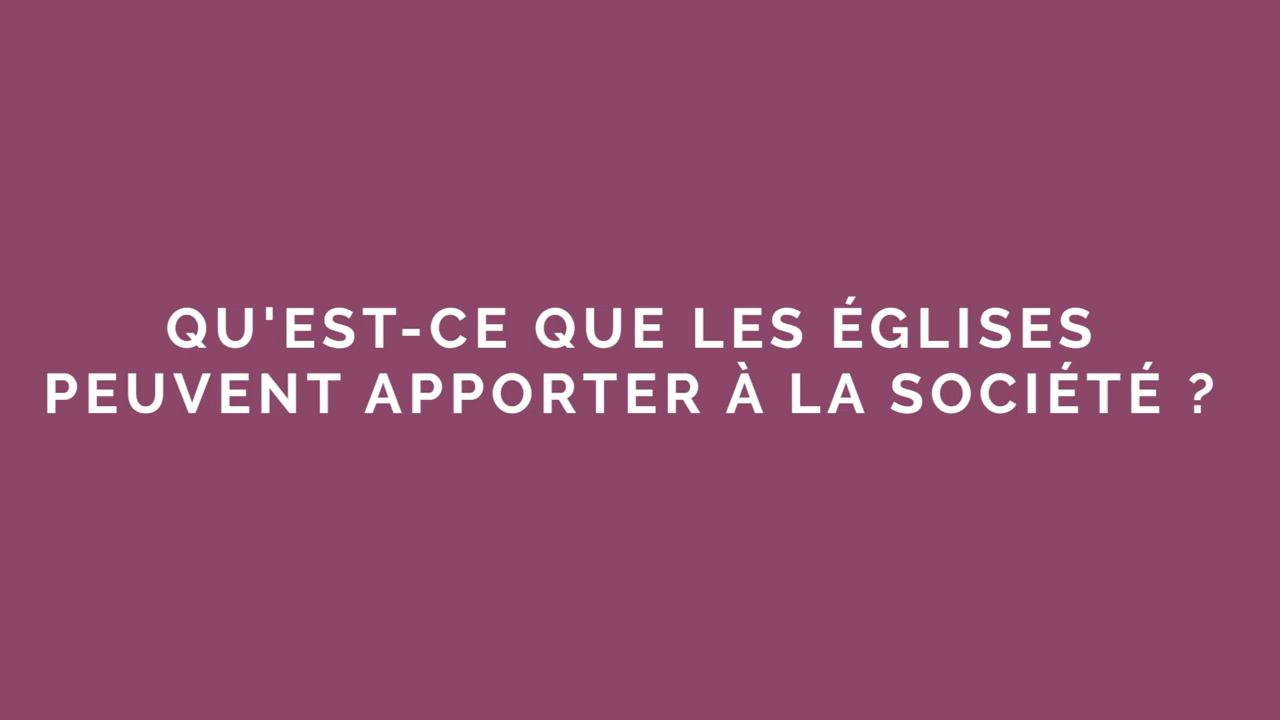 QU'EST-CE QUE LES ÉGLISES
PEUVENT APPORTER À LA SOCIÉTÉ ?